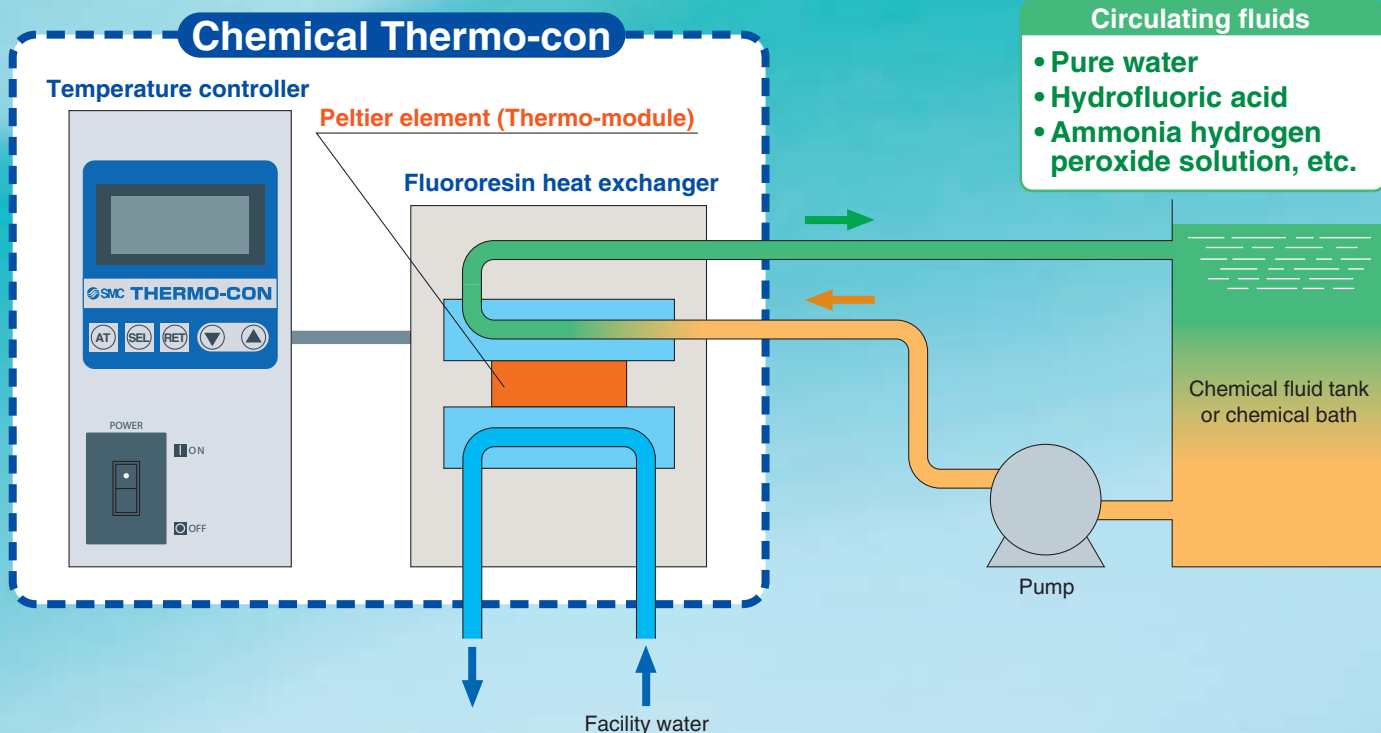 Chemical Thermo-con
Circulating fluids
• Pure water
• Hydrofluoric acid
• Ammonia hydrogen
peroxide solution, etc.
Temperature controller
Peltier element (Thermo-module)
Fluororesin heat exchanger
SMC THERMO-CON
AT SEL RET
POWER
ON
OFF
Chemical fluid tank
or chemical bath
Pump
Facility water